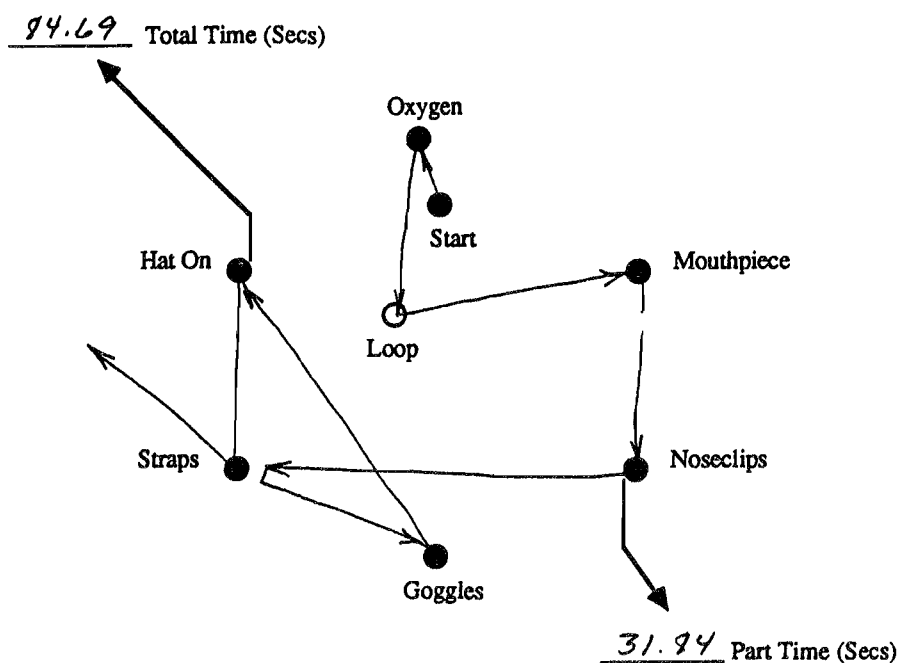 84.69 Total Time (Secs)
Oxygen
Start
Hat On
Mouthpiece
Loop
Straps
Noseclips
Goggles
31.84 Part Time (Secs)